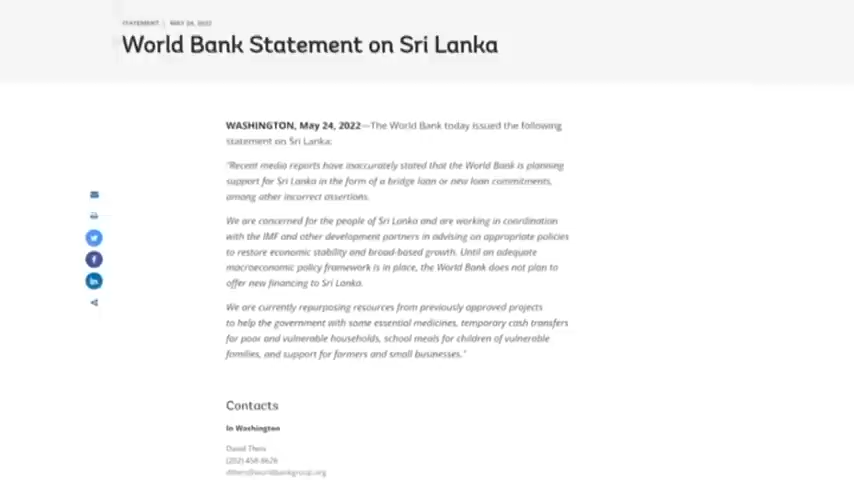 STATEMENT | MAY 24, 2022
World Bank Statement on Sri Lanka
WASHINGTON, May 24, 2022—The World Bank today issued the following
statement on Sri Lanka:
"Recent media reports have inaccurately stated that the World Bank is planning
support for Sri Lanka in the form of a bridge loan or new loan commitments,
among other incorrect assertions.
We are concerned for the people of Sri Lanka and are working in coordination
with the IMF and other development partners in advising on appropriate policies
to restore economic stability and broad-based growth. Until an adequate
macroeconomic policy framework is in place, the World Bank does not plan to
offer new financing to Sri Lanka.
We are currently repurposing resources from previously approved projects
to help the government with some essential medicines, temporary cash transfers
for poor and vulnerable households, school meals for children of vulnerable
families, and support for farmers and small businesses."
Contacts
In Washington
David Theis
(202) 458-8626
dtheis@worldbankgroup.org